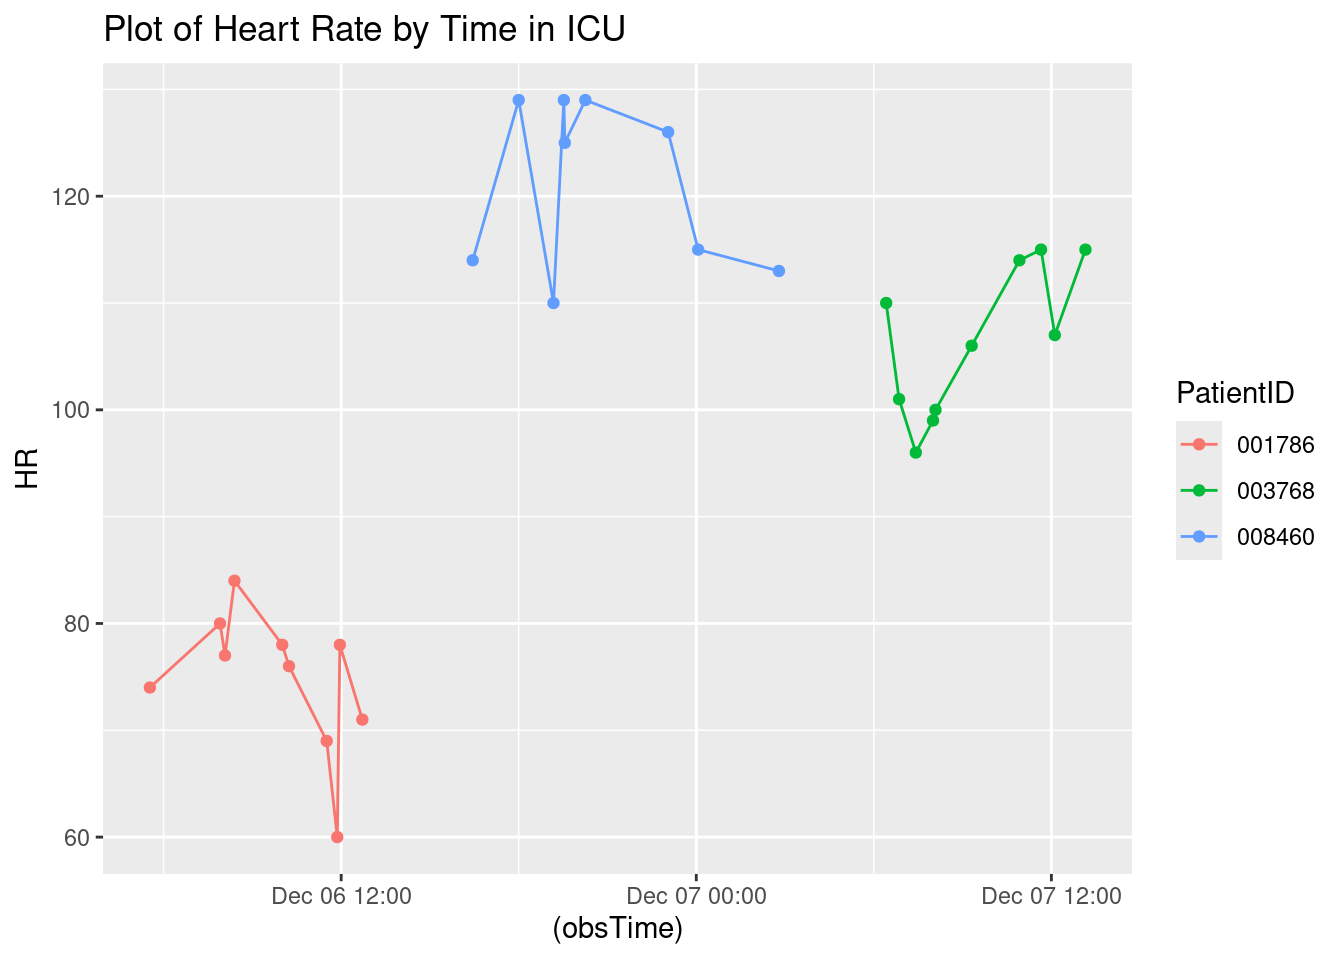 Plot of Heart Rate by Time in ICU
HR
120
100
80
60
Dec 06 12:00
Dec 07 00:00
Dec 07 12:00
(obsTime)
PatientID
001786
003768
008460